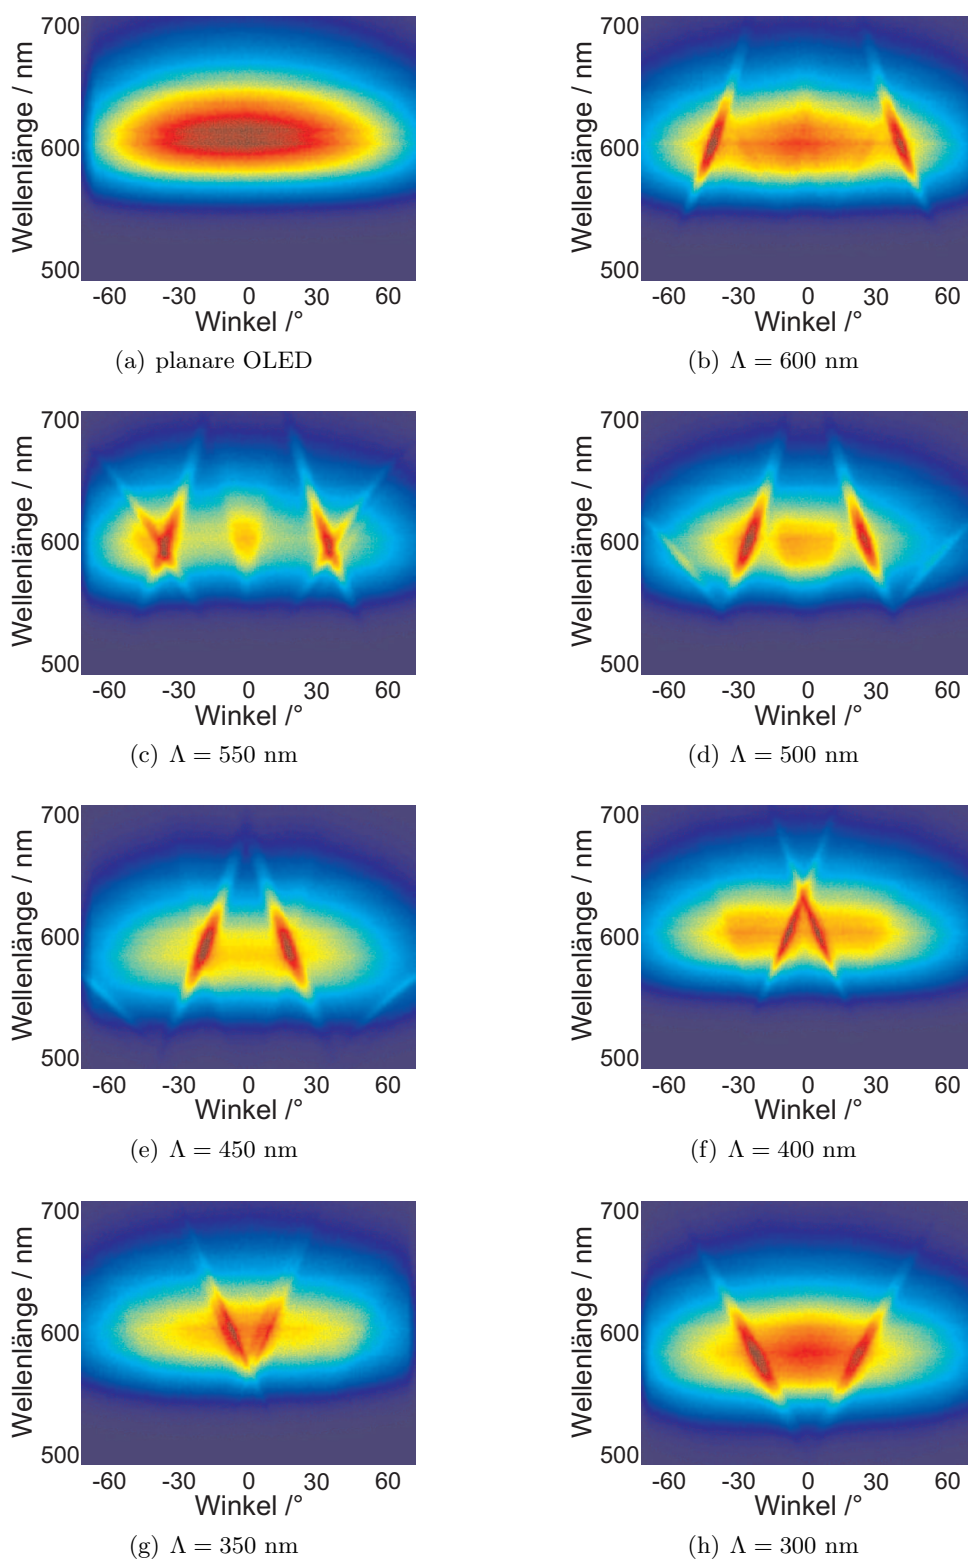 700
600
500
Wellenlänge / nm
-60 -30 0 30 60
Winkel /°
(a) planare OLED
700
600
500
Wellenlänge / nm
-60 -30 0 30 60
Winkel /°
(b) Λ = 600 nm
700
600
500
Wellenlänge / nm
-60 -30 0 30 60
Winkel /°
(c) Λ = 550 nm
700
600
500
Wellenlänge / nm
-60 -30 0 30 60
Winkel /°
(d) Λ = 500 nm
700
600
500
Wellenlänge / nm
-60 -30 0 30 60
Winkel /°
(e) Λ = 450 nm
700
600
500
Wellenlänge / nm
-60 -30 0 30 60
Winkel /°
(f) Λ = 400 nm
700
600
500
Wellenlänge / nm
-60 -30 0 30 60
Winkel /°
(g) Λ = 350 nm
700
600
500
Wellenlänge / nm
-60 -30 0 30 60
Winkel /°
(h) Λ = 300 nm